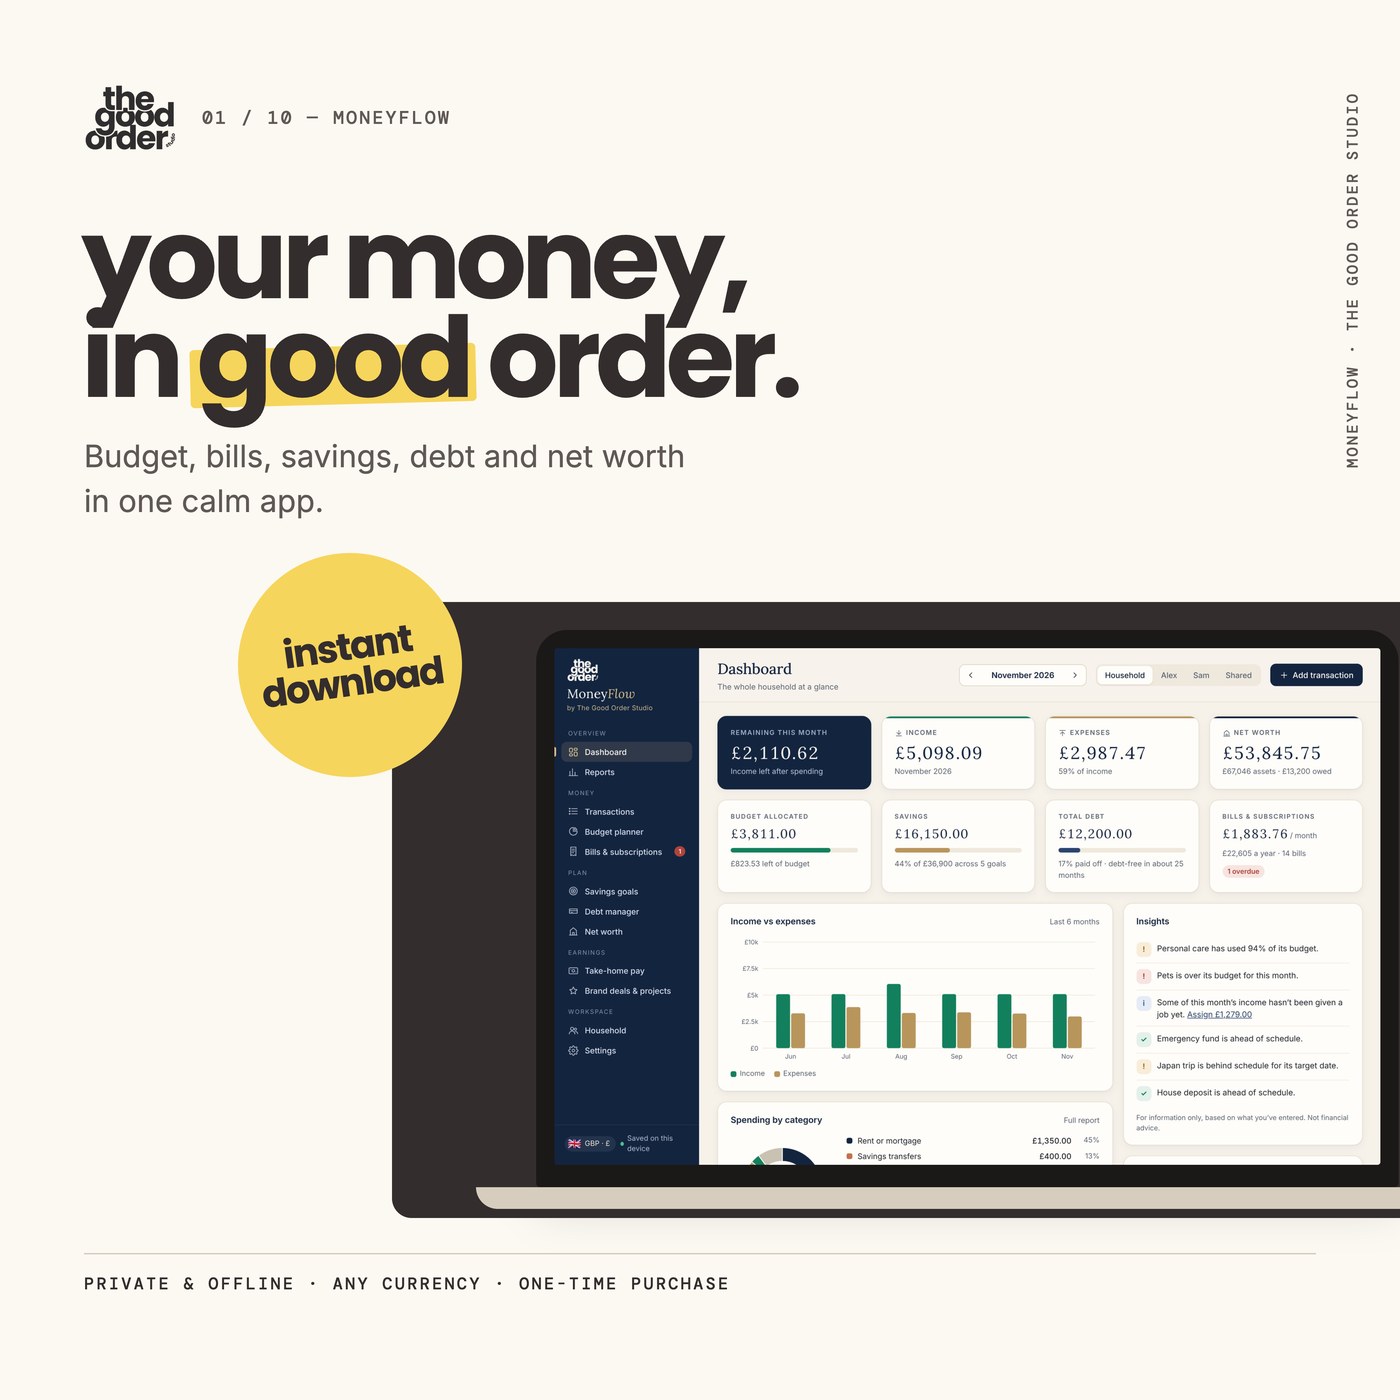 the
good
order
studio
01 / 10 — MONEYFLOW
MONEYFLOW · THE GOOD ORDER STUDIO
your money,
in good order.
Budget, bills, savings, debt and net worth
in one calm app.
instant
download
the
good
order
MoneyFlow
by The Good Order Studio
OVERVIEW
Dashboard
Reports
MONEY
Transactions
Budget planner
Bills & subscriptions 1
PLAN
Savings goals
Debt manager
Net worth
EARNINGS
Take-home pay
Brand deals & projects
WORKSPACE
Household
Settings
GBP · £
Saved on this
device
Dashboard
The whole household at a glance
November 2026
Household Alex Sam Shared
+ Add transaction
REMAINING THIS MONTH
£2,110.62
Income left after spending
INCOME
£5,098.09
November 2026
EXPENSES
£2,987.47
59% of income
NET WORTH
£53,845.75
£67,046 assets · £13,200 owed
BUDGET ALLOCATED
£3,811.00
£823.53 left of budget
SAVINGS
£16,150.00
44% of £36,900 across 5 goals
TOTAL DEBT
£12,200.00
17% paid off · debt-free in about 25
months
BILLS & SUBSCRIPTIONS
£1,883.76 / month
£22,605 a year · 14 bills
1 overdue
Income vs expenses
Last 6 months
£10k
£7.5k
£5k
£2.5k
£0
Jun Jul Aug Sep Oct Nov
Income Expenses
Insights
! Personal care has used 94% of its budget.
! Pets is over its budget for this month.
i Some of this month's income hasn't been given a
job yet. Assign £1,279.00
Emergency fund is ahead of schedule.
! Japan trip is behind schedule for its target date.
House deposit is ahead of schedule.
For information only, based on what you've entered. Not financial
advice.
Spending by category
Full report
Rent or mortgage £1,350.00 45%
Savings transfers £400.00 13%
PRIVATE & OFFLINE · ANY CURRENCY · ONE-TIME PURCHASE